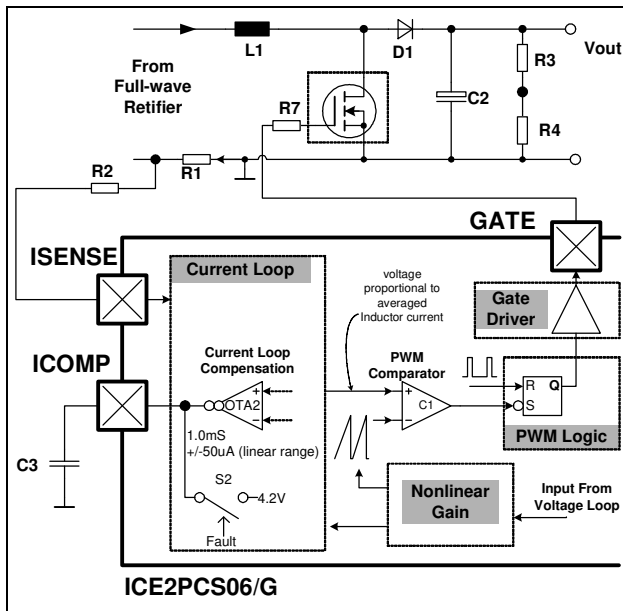 L1
D1
Vout
From
Full-wave
Retifier
R3
C2
R7
R4
R2
R1
GATE
ISENSE
Current Loop
voltage
proportional to
averaged
Inductor current
Gate
Driver
ICOMP
Current Loop
Compensation
PWM
Comparator
+
OTA2
−
+
C1
−
R Q
S
PWM Logic
1.0mS
+/-50uA (linear range)
C3
S2
4.2V
Fault
Nonlinear
Gain
Input From
Voltage Loop
ICE2PCS06/G